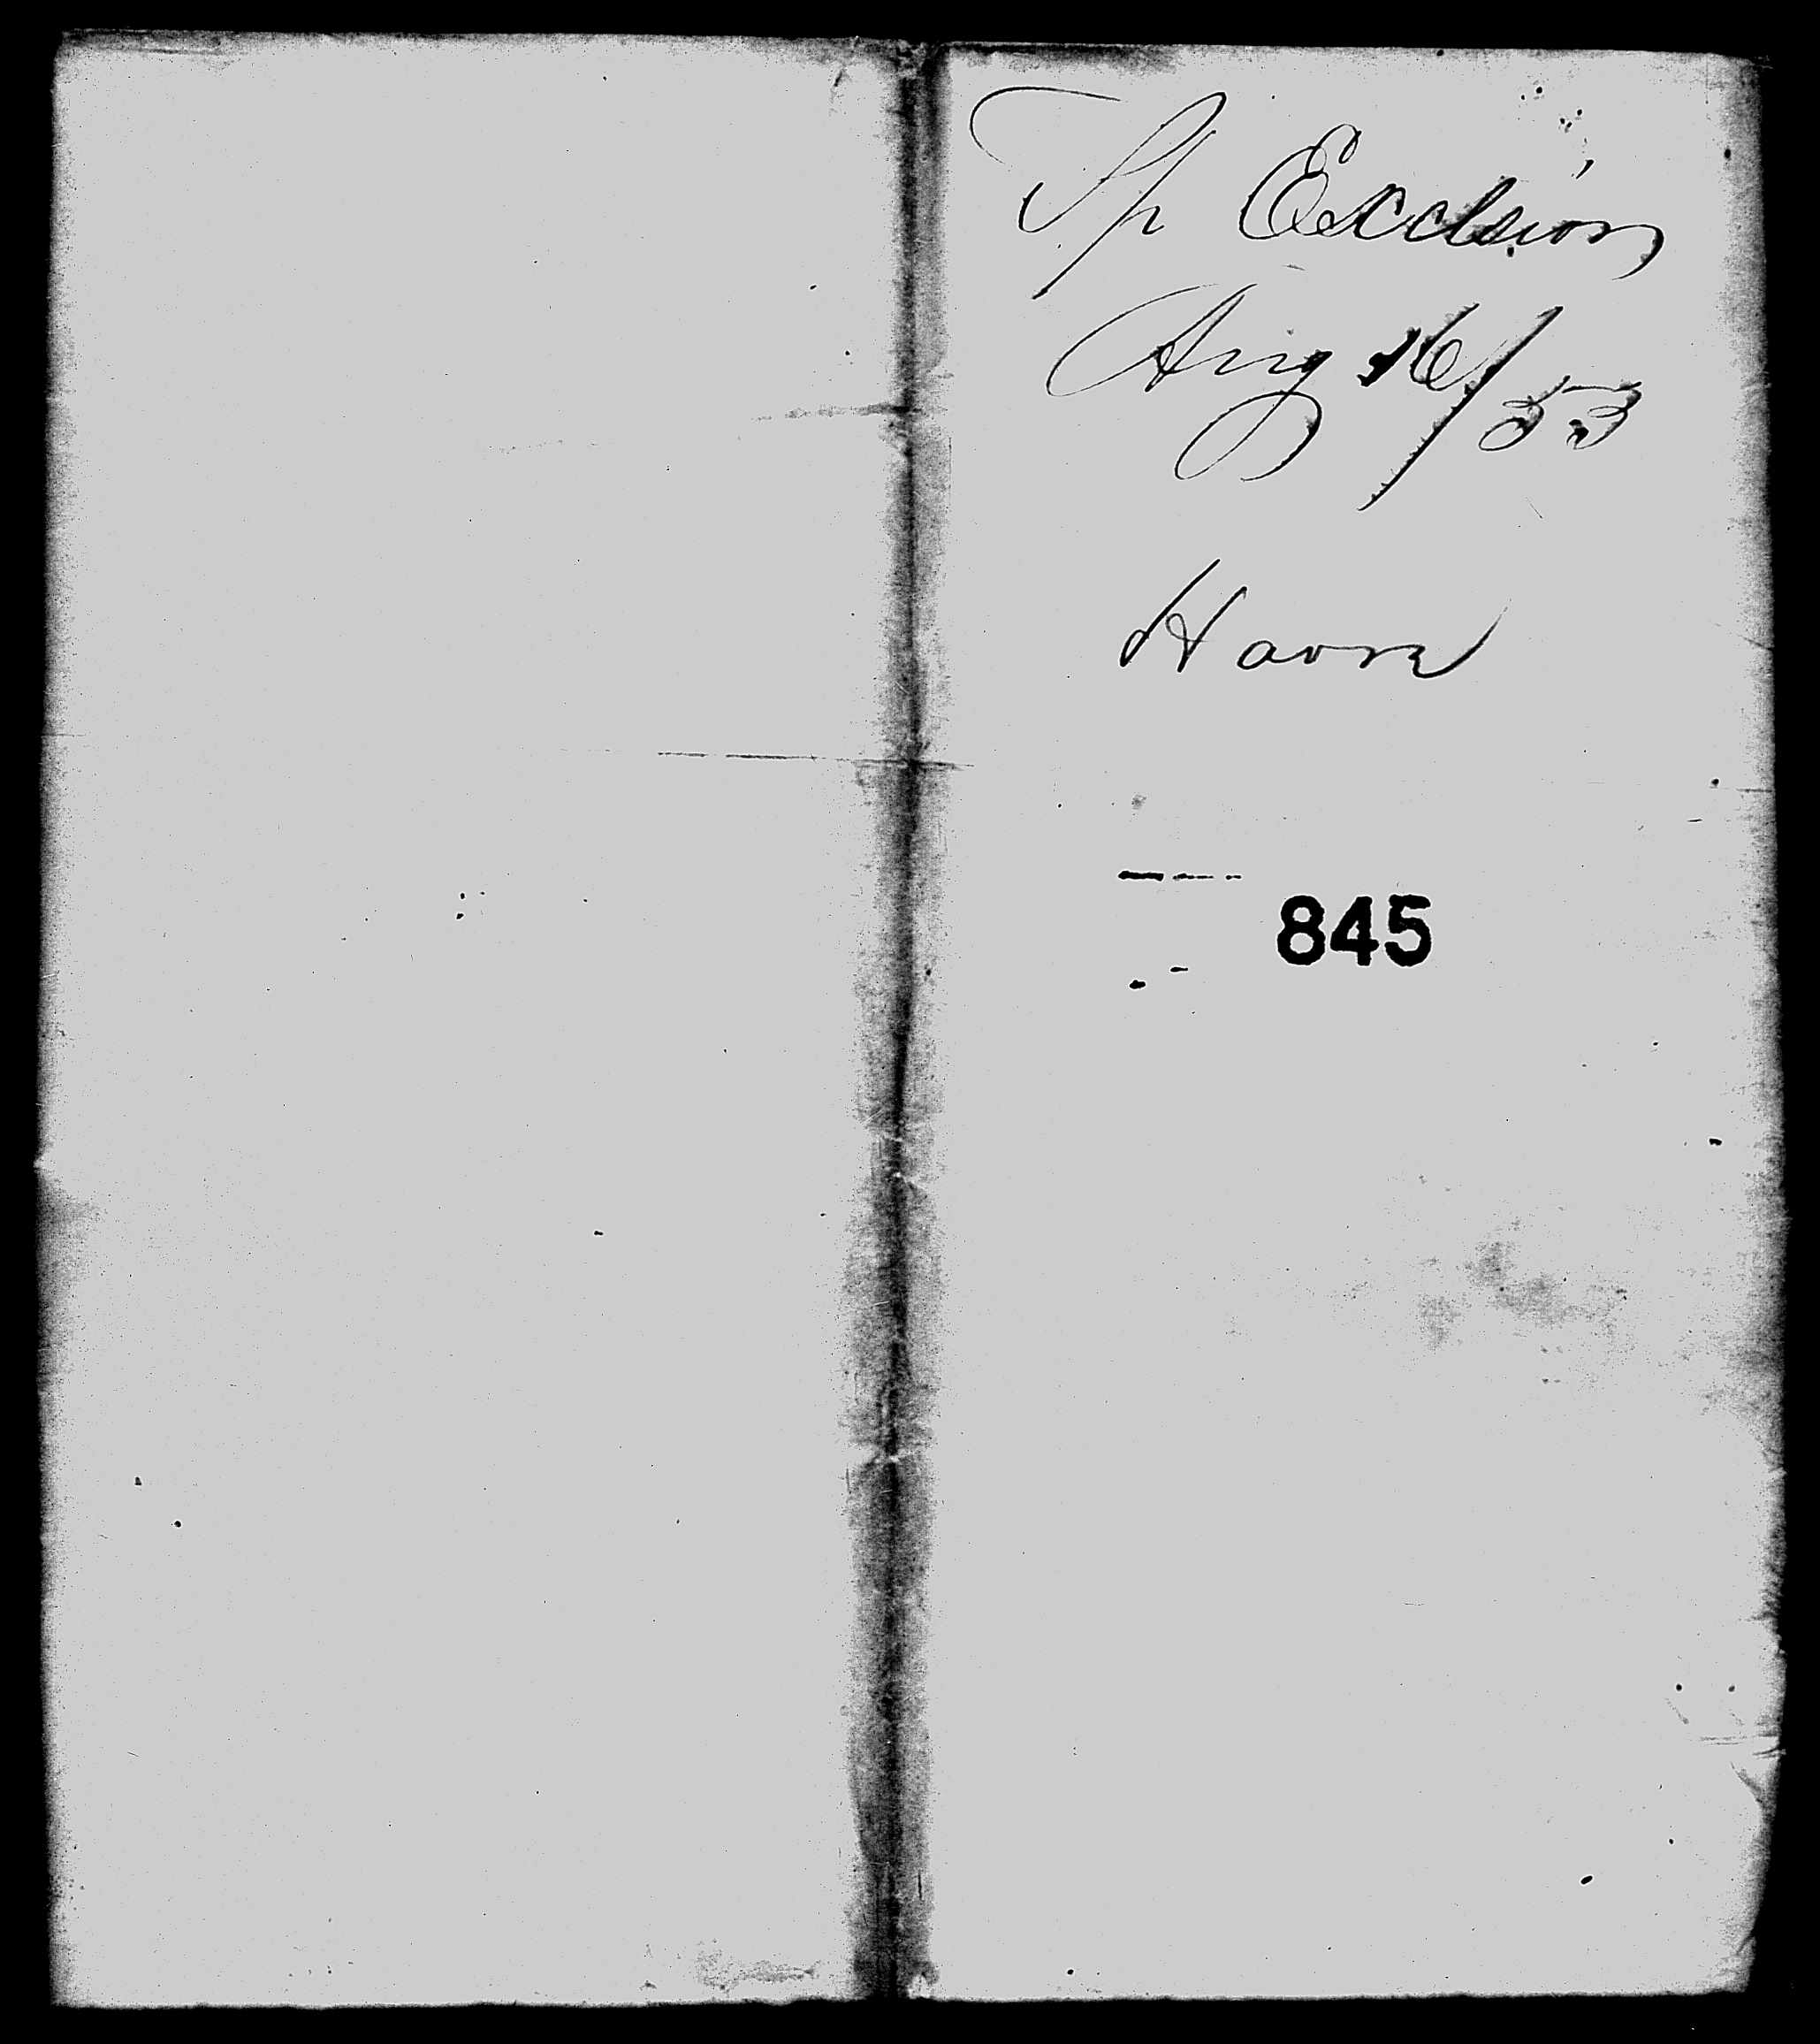 Sp Excelsior
Aug 16/53
Havre
845